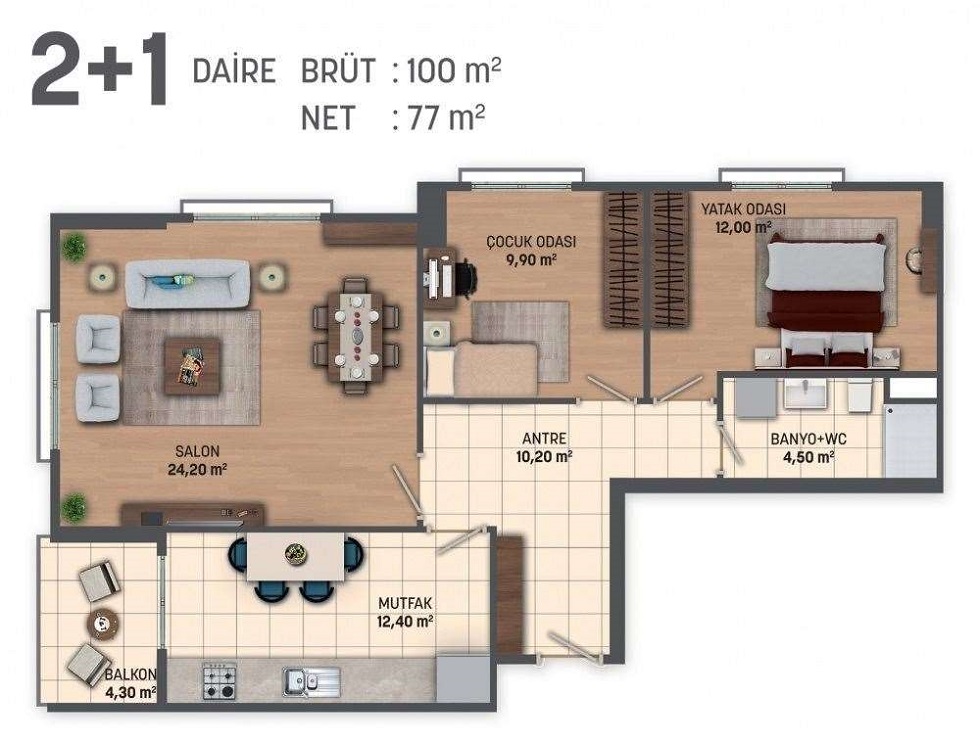 2+1 DAİRE BRÜT : 100 m²
NET : 77 m²
YATAK ODASI
12,00 m²
ÇOCUK ODASI
9,90 m²
SALON
24,20 m²
ANTRE
10,20 m²
BANYO+WC
4,50 m²
MUTFAK
12,40 m²
BALKON
4,30 m²